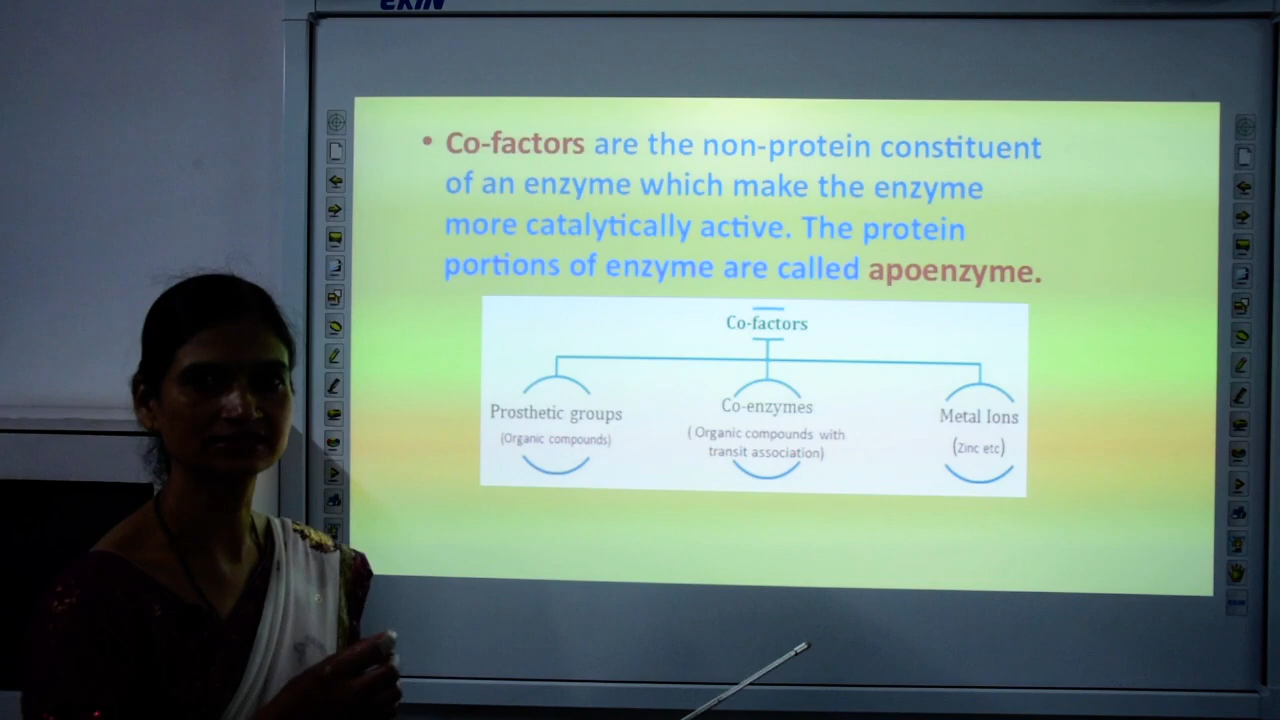 EKIN
• Co-factors are the non-protein constituent
of an enzyme which make the enzyme
more catalytically active. The protein
portions of enzyme are called apoenzyme.
Co-factors
Prosthetic groups
(Organic compounds)
Co-enzymes
( Organic compounds with
transit association)
Metal Ions
(Zinc etc)